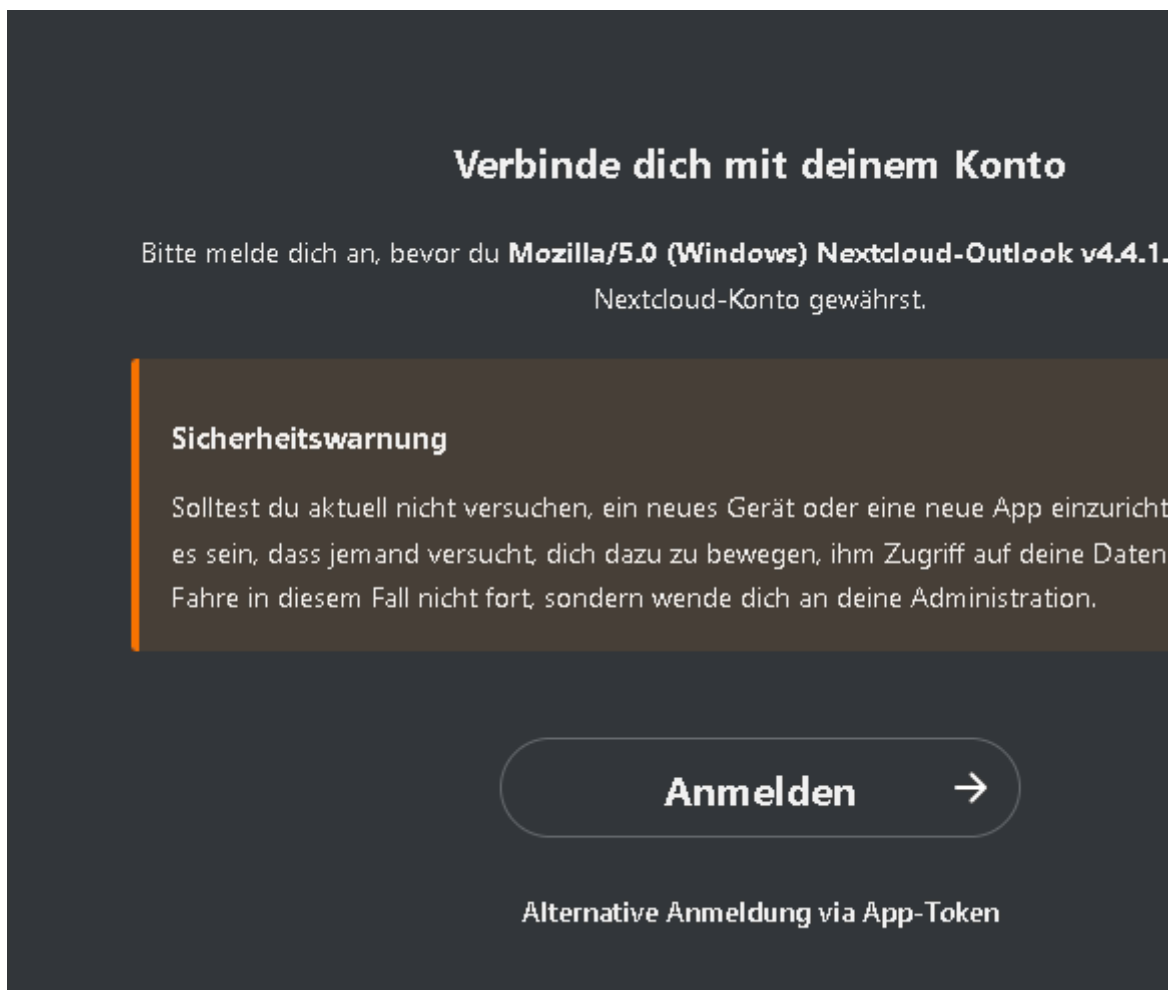 Verbinde dich mit deinem Konto
Bitte melde dich an, bevor du Mozilla/5.0 (Windows) Nextcloud-Outlook v4.4.1.
Nextcloud-Konto gewährst.
Sicherheitswarnung
Solltest du aktuell nicht versuchen, ein neues Gerät oder eine neue App einzuricht
es sein, dass jemand versucht, dich dazu zu bewegen, ihm Zugriff auf deine Daten
Fahre in diesem Fall nicht fort, sondern wende dich an deine Administration.
Anmelden →
Alternative Anmeldung via App-Token